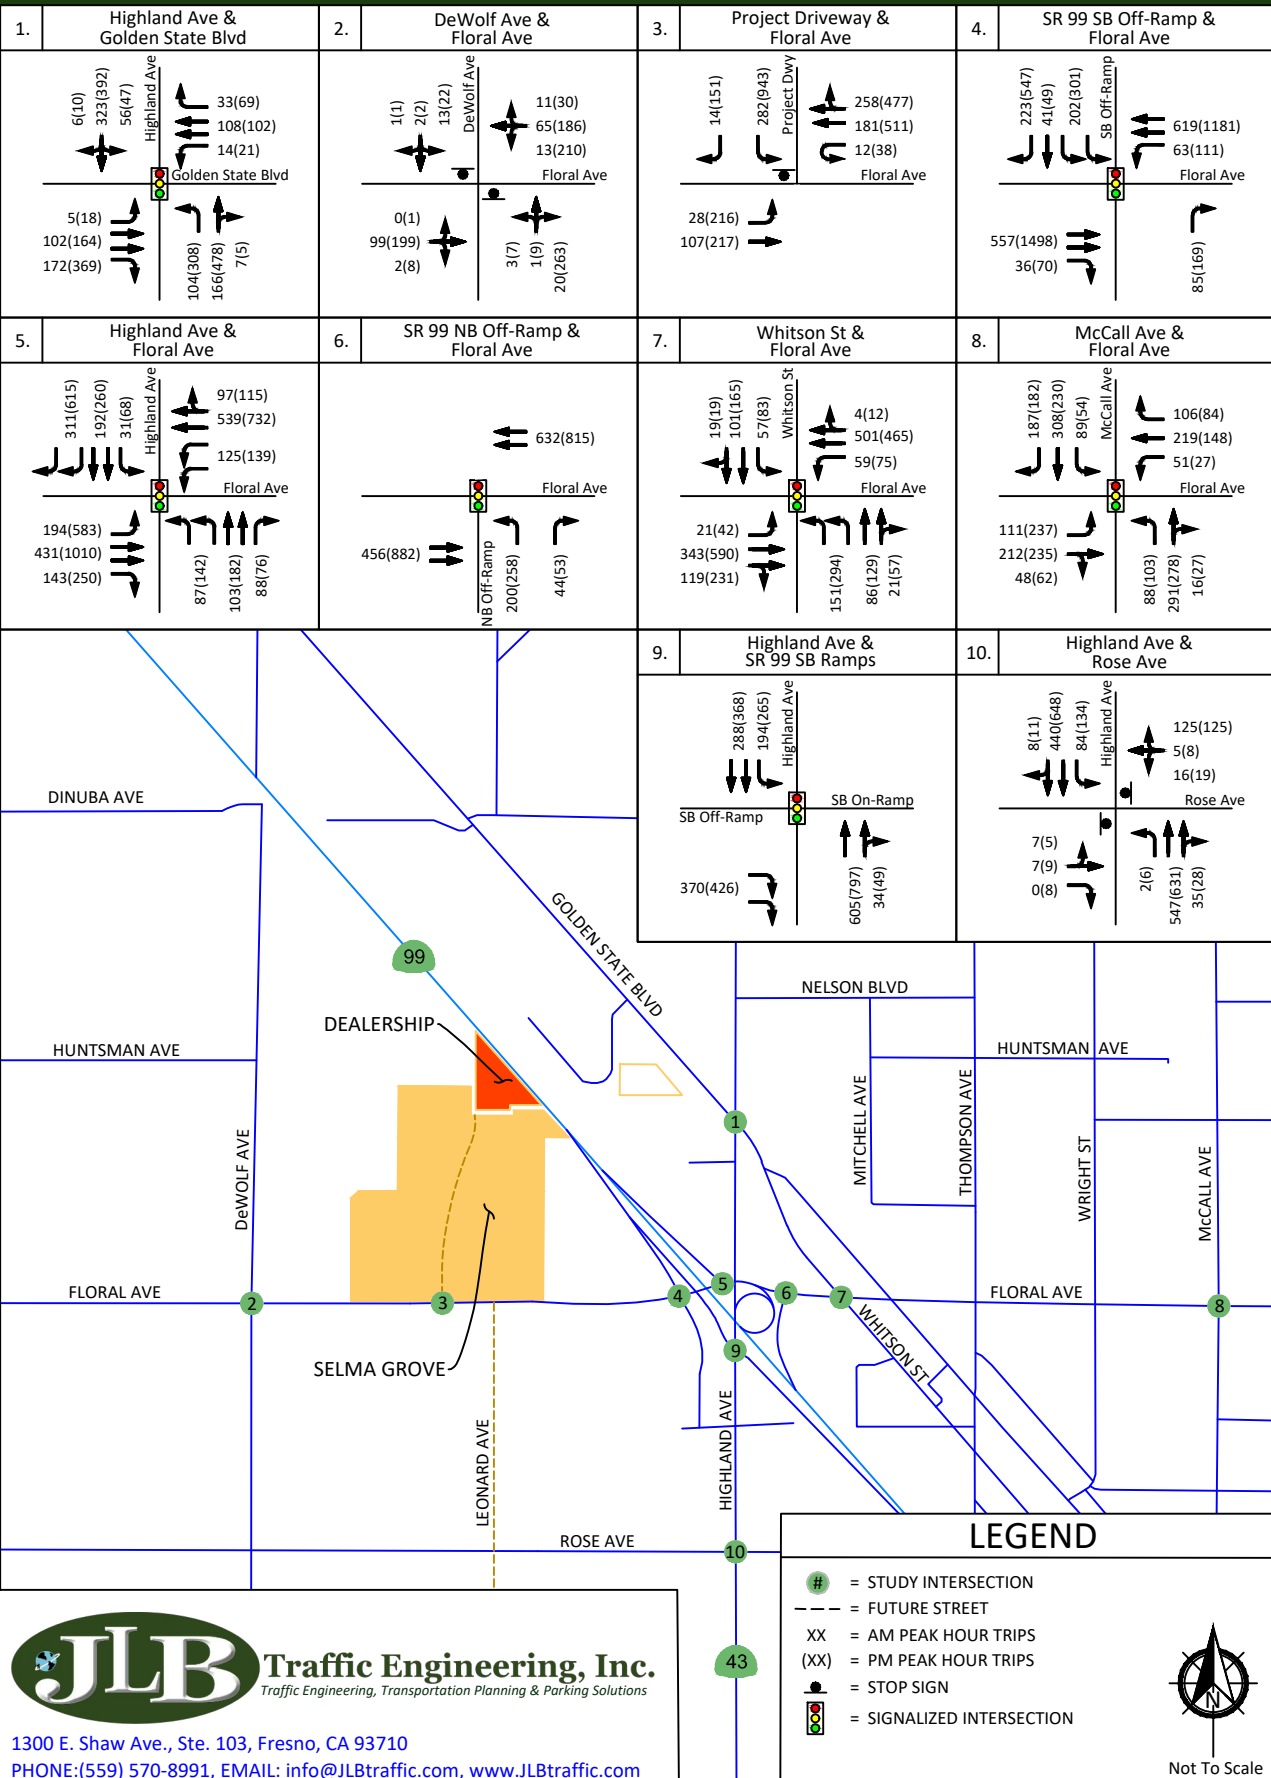 1.
Highland Ave &
Golden State Blvd
6(10)
323(392)
56(47)
Highland Ave
33(69)
108(102)
14(21)
Golden State Blvd
5(18)
102(164)
172(369)
104(308)
166(478)
7(5)
2.
DeWolf Ave &
Floral Ave
1(1)
2(2)
13(22)
DeWolf Ave
11(30)
65(186)
13(210)
Floral Ave
0(1)
99(199)
2(8)
3(7)
1(9)
20(263)
3.
Project Driveway &
Floral Ave
14(151)
282(943)
Project Dwy
258(477)
181(511)
12(38)
Floral Ave
28(216)
107(217)
4.
SR 99 SB Off-Ramp &
Floral Ave
223(547)
41(49)
202(301)
SB Off-Ramp
619(1181)
63(111)
Floral Ave
557(1498)
36(70)
85(169)
5.
Highland Ave &
Floral Ave
311(615)
192(260)
31(68)
Highland Ave
97(115)
539(732)
125(139)
Floral Ave
194(583)
431(1010)
143(250)
87(142)
103(182)
88(76)
6.
SR 99 NB Off-Ramp &
Floral Ave
632(815)
Floral Ave
456(882)
NB Off-Ramp
200(258)
44(53)
7.
Whitson St &
Floral Ave
19(19)
101(165)
57(83)
Whitson St
4(12)
501(465)
59(75)
Floral Ave
21(42)
343(590)
119(231)
151(294)
86(129)
21(57)
8.
McCall Ave &
Floral Ave
187(182)
308(230)
89(54)
McCall Ave
106(84)
219(148)
51(27)
Floral Ave
111(237)
212(235)
48(62)
88(103)
291(278)
16(27)
9.
Highland Ave &
SR 99 SB Ramps
288(368)
194(265)
Highland Ave
SB On-Ramp
SB Off-Ramp
370(426)
605(797)
34(49)
10.
Highland Ave &
Rose Ave
8(11)
440(648)
84(134)
Highland Ave
125(125)
5(8)
16(19)
Rose Ave
7(5)
7(9)
0(8)
2(6)
547(631)
35(28)
DINUBA AVE
GOLDEN STATE BLVD
99
NELSON BLVD
DEALERSHIP
HUNTSMAN AVE
HUNTSMAN AVE
1
MITCHELL AVE
THOMPSON AVE
WRIGHT ST
McCALL AVE
DeWOLF AVE
FLORAL AVE
2
3
4
5
6
7
FLORAL AVE
8
WHITSON ST
9
SELMA GROVE
LEONARD AVE
HIGHLAND AVE
ROSE AVE
10
43
LEGEND
# = STUDY INTERSECTION
= FUTURE STREET
XX = AM PEAK HOUR TRIPS
(XX) = PM PEAK HOUR TRIPS
= STOP SIGN
= SIGNALIZED INTERSECTION
N
Not To Scale
JLB Traffic Engineering, Inc.
Traffic Engineering, Transportation Planning & Parking Solutions
1300 E. Shaw Ave., Ste. 103, Fresno, CA 93710
PHONE:(559) 570-8991, EMAIL: info@JLBtraffic.com, www.JLBtraffic.com